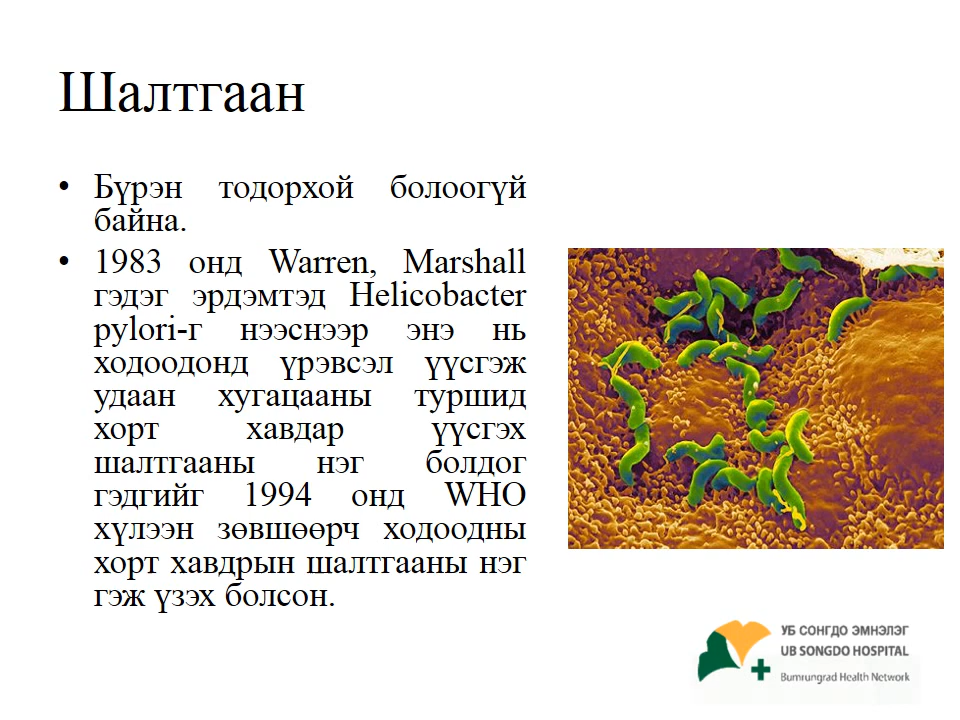 Шалтгаан
• Бүрэн тодорхой болоогүй
байна.
• 1983 онд Warren, Marshall
гэдэг эрдэмтэд Helicobacter
pylori-г нээснээр энэ нь
ходоодонд үрэвсэл үүсгэж
удаан хугацааны туршид
хорт хавдар үүсгэх
шалтгааны нэг болдог
гэдгийг 1994 онд WHO
хүлээн зөвшөөрч ходоодны
хорт хавдрын шалтгааны нэг
гэж үзэх болсон.
УБ СОНГДО ЭМНЭЛЭГ
UB SONGDO HOSPITAL
Bumrungrad Health Network